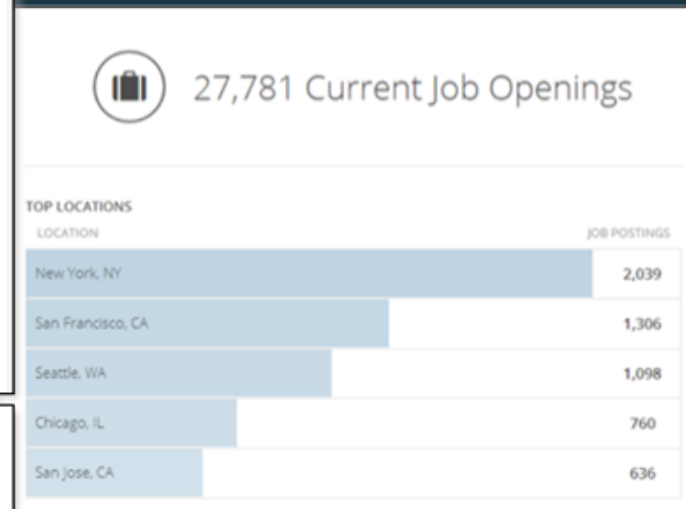 27,781 Current Job Openings
TOP LOCATIONS
LOCATION JOB POSTINGS
New York, NY 2,039
San Francisco, CA 1,306
Seattle, WA 1,098
Chicago, IL 760
San Jose, CA 636